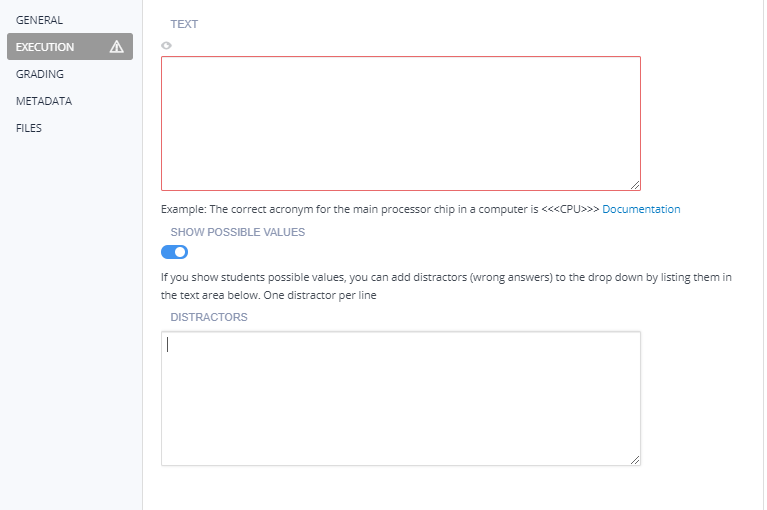 GENERAL
EXECUTION
GRADING
METADATA
FILES
TEXT
Example: The correct acronym for the main processor chip in a computer is <<<CPU>>> Documentation
SHOW POSSIBLE VALUES
If you show students possible values, you can add distractors (wrong answers) to the drop down by listing them in
the text area below. One distractor per line
DISTRACTORS